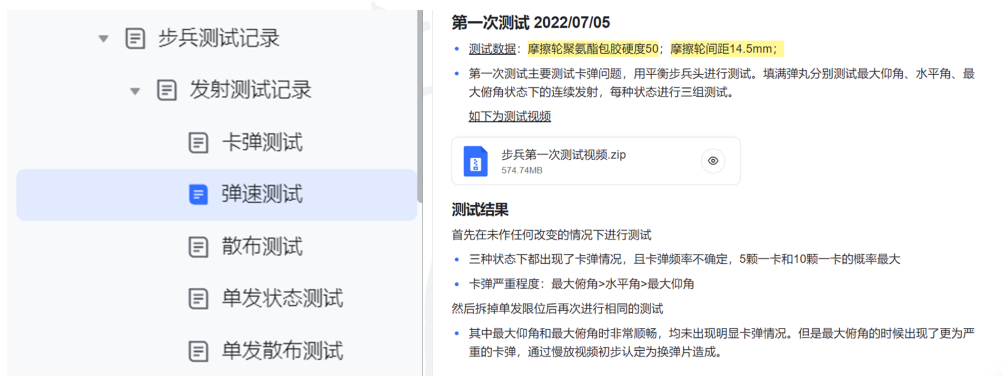 步兵测试记录
发射测试记录
卡弹测试
弹速测试
散布测试
单发状态测试
单发散布测试
第一次测试 2022/07/05
测试数据：摩擦轮聚氨酯包胶硬度50；摩擦轮间距14.5mm；
第一次测试主要测试卡弹问题，用平衡步兵头进行测试。填满弹丸分别测试最大仰角、水平角、最
大俯角状态下的连续发射，每种状态进行三组测试。
如下为测试视频
步兵第一次测试视频.zip
574.74MB
测试结果
首先在未作任何改变的情况下进行测试
三种状态下都出现了卡弹情况，且卡弹频率不确定，5颗一卡和10颗一卡的概率最大
卡弹严重程度：最大俯角>水平角>最大仰角
然后拆掉单发限位后再次进行相同的测试
其中最大仰角和最大俯角时非常顺畅，均未出现明显卡弹情况。但是最大俯角的时候出现了更为严
重的卡弹，通过慢放视频初步认定为换弹片造成。